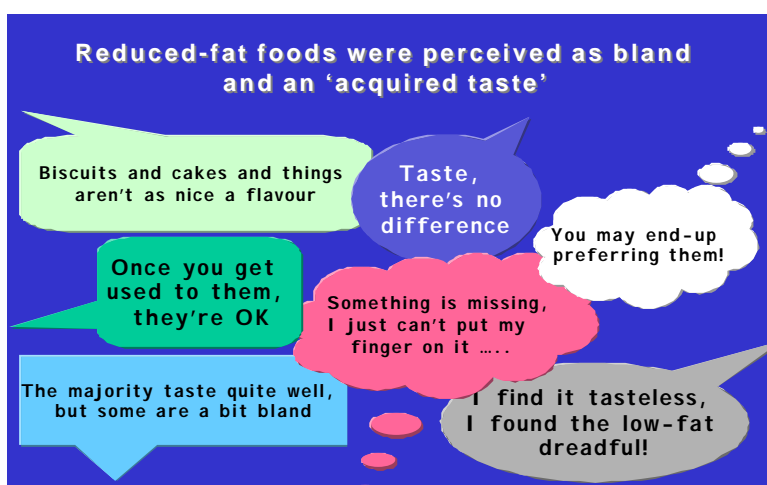 Reduced-fat foods were perceived as bland
and an ‘acquired taste’
Biscuits and cakes and things
aren't as nice a flavour
Taste,
there's no
difference
You may end-up
preferring them!
Once you get
used to them,
they're OK
Something is missing,
I just can't put my
finger on it …..
The majority taste quite well,
but some are a bit bland
I find it tasteless,
I found the low-fat
dreadful!